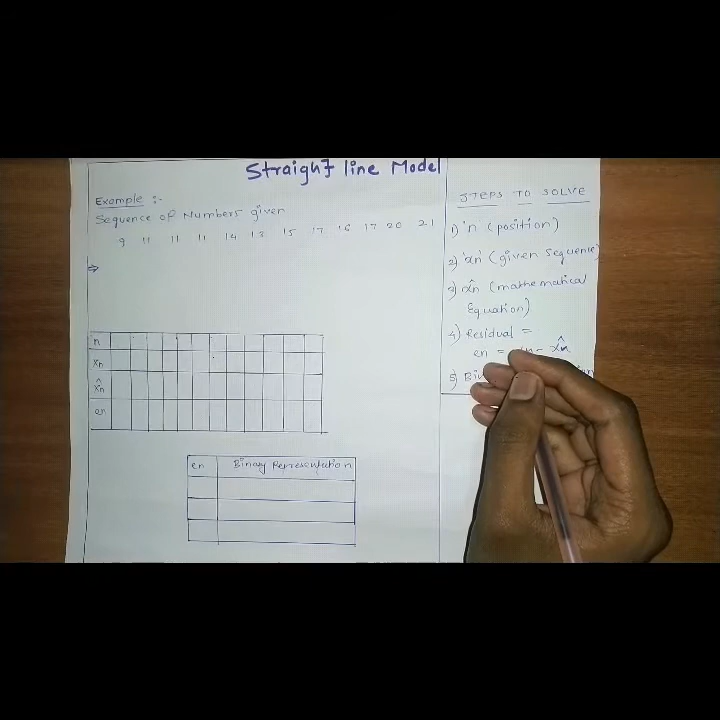 Straight line Model
Example :-
Sequence of Numbers given
9 11 11 11 14 13 15 17 16 17 20 21
⇒
n
xn
x̂n
en
en Binary Representation
STEPS TO SOLVE
1) 'n' (position)
2) 'xn' (given sequence)
3) x̂n (mathematical
Equation)
4) Residual =
en = - x̂n
5)